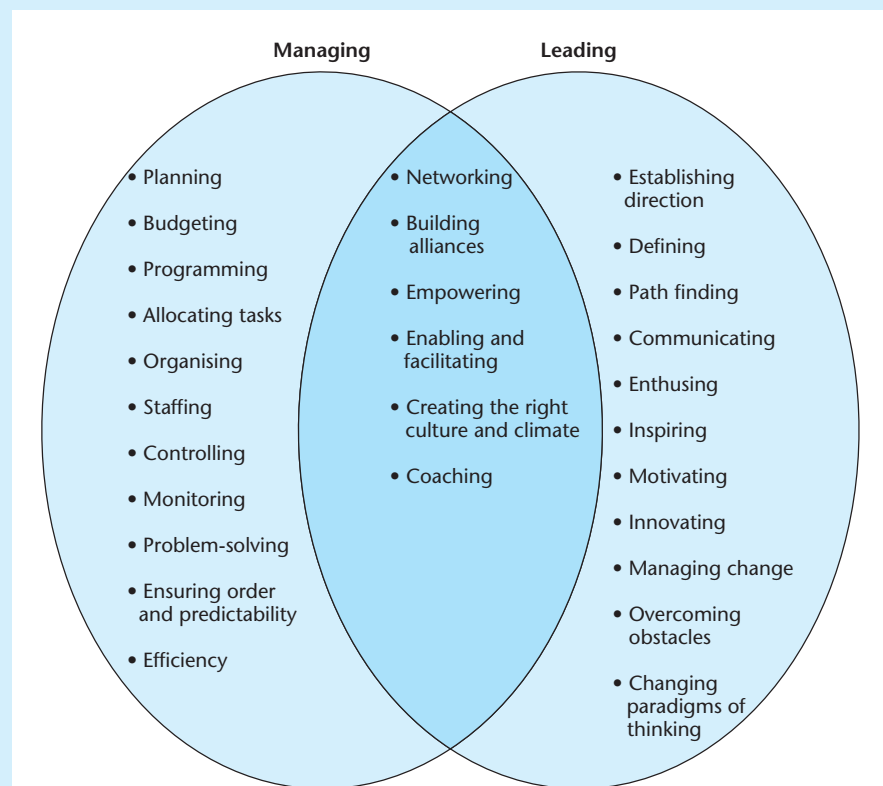 Managing
Leading
• Planning
• Budgeting
• Programming
• Allocating tasks
• Organising
• Staffing
• Controlling
• Monitoring
• Problem-solving
• Ensuring order
and predictability
• Efficiency
• Networking
• Building
alliances
• Empowering
• Enabling and
facilitating
• Creating the right
culture and climate
• Coaching
• Establishing
direction
• Defining
• Path finding
• Communicating
• Enthusing
• Inspiring
• Motivating
• Innovating
• Managing change
• Overcoming
obstacles
• Changing
paradigms of
thinking